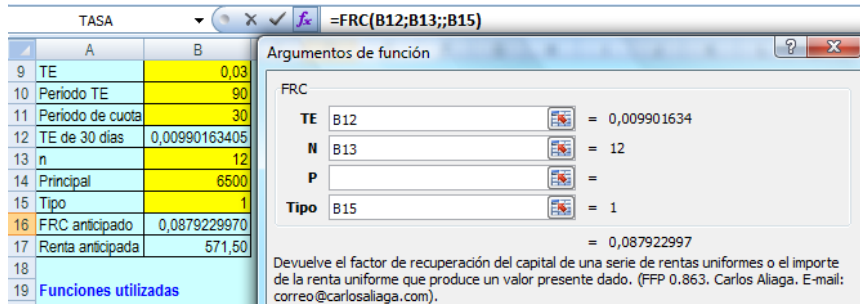 TASA
=FRC(B12;B13;;B15)
A B
9 TE 0,03
10 Periodo TE 90
11 Periodo de cuota 30
12 TE de 30 días 0,00990163405
13 n 12
14 Principal 6500
15 Tipo 1
16 FRC anticipado 0,0879229970
17 Renta anticipada 571,50
18
19 Funciones utilizadas
Argumentos de función
FRC
TE B12 = 0,009901634
N B13 = 12
P =
Tipo B15 = 1
= 0,087922997
Devuelve el factor de recuperación del capital de una serie de rentas uniformes o el importe
de la renta uniforme que produce un valor presente dado. (FFP 0.863. Carlos Aliaga. E-mail:
correo@carlosaliaga.com).